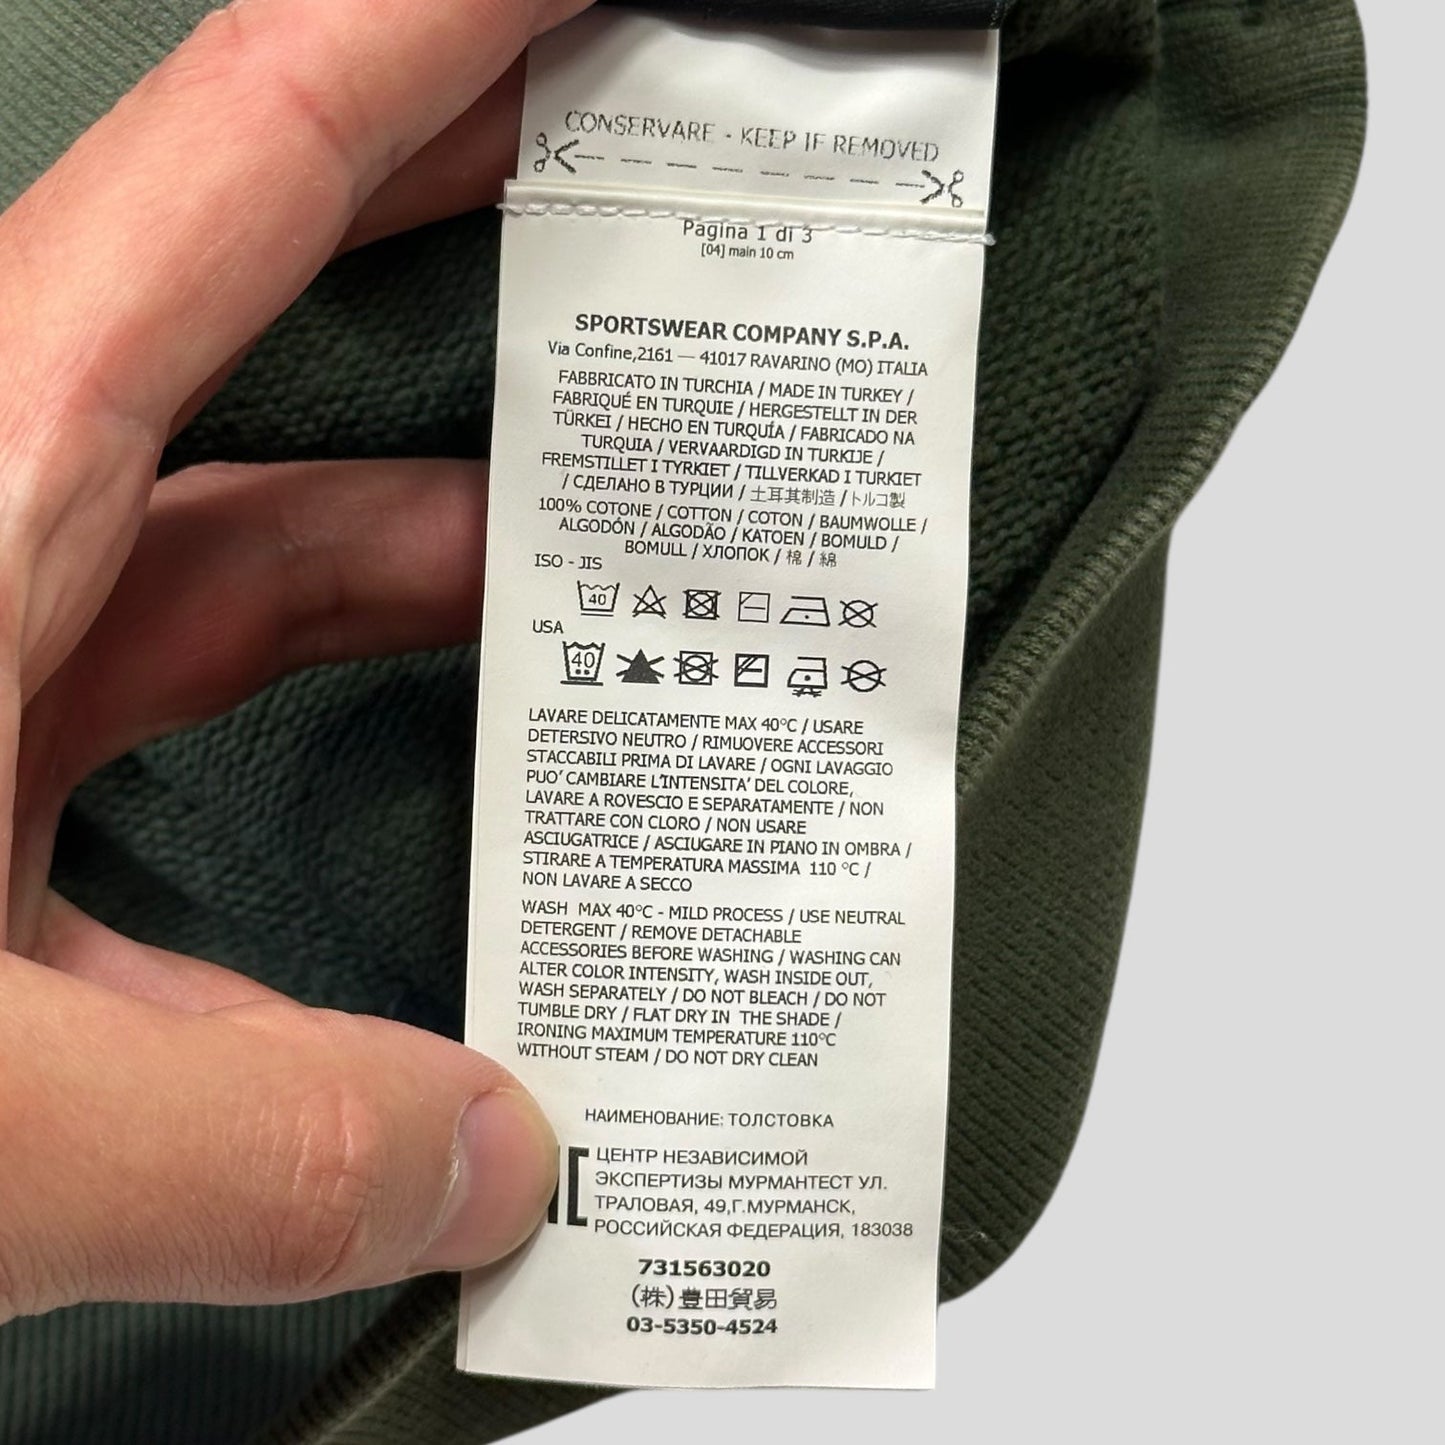 CONSERVARE - KEEP IF REMOVED
Pagina 1 di 3
[04] main 10 cm
SPORTSWEAR COMPANY S.P.A.
Via Confine,2161 — 41017 RAVARINO (MO) ITALIA
FABBRICATO IN TURCHIA / MADE IN TURKEY /
FABRIQUÉ EN TURQUIE / HERGESTELLT IN DER
TÜRKEI / HECHO EN TURQUÍA / FABRICADO NA
TURQUIA / VERVAARDIGD IN TURKIJE /
FREMSTILLET I TYRKIET / TILLVERKAD I TURKIET
/ СДЕЛАНО В ТУРЦИИ / 土耳其制造 / トルコ製
100% COTONE / COTTON / COTON / BAUMWOLLE /
ALGODÓN / ALGODÃO / KATOEN / BOMULD /
BOMULL / ХЛОПОК / 棉 / 綿
ISO - JIS
40
USA
40
LAVARE DELICATAMENTE MAX 40°C / USARE
DETERSIVO NEUTRO / RIMUOVERE ACCESSORI
STACCABILI PRIMA DI LAVARE / OGNI LAVAGGIO
PUO' CAMBIARE L'INTENSITA' DEL COLORE,
LAVARE A ROVESCIO E SEPARATAMENTE / NON
TRATTARE CON CLORO / NON USARE
ASCIUGATRICE / ASCIUGARE IN PIANO IN OMBRA /
STIRARE A TEMPERATURA MASSIMA 110 °C /
NON LAVARE A SECCO
WASH MAX 40°C - MILD PROCESS / USE NEUTRAL
DETERGENT / REMOVE DETACHABLE
ACCESSORIES BEFORE WASHING / WASHING CAN
ALTER COLOR INTENSITY, WASH INSIDE OUT,
WASH SEPARATELY / DO NOT BLEACH / DO NOT
TUMBLE DRY / FLAT DRY IN THE SHADE /
IRONING MAXIMUM TEMPERATURE 110°C
WITHOUT STEAM / DO NOT DRY CLEAN
НАИМЕНОВАНИЕ: ТОЛСТОВКА
ЦЕНТР НЕЗАВИСИМОЙ
ЭКСПЕРТИЗЫ МУРМАНТЕСТ УЛ.
ТРАЛОВАЯ, 49,Г.МУРМАНСК,
РОССИЙСКАЯ ФЕДЕРАЦИЯ, 183038
731563020
(株)豊田貿易
03-5350-4524